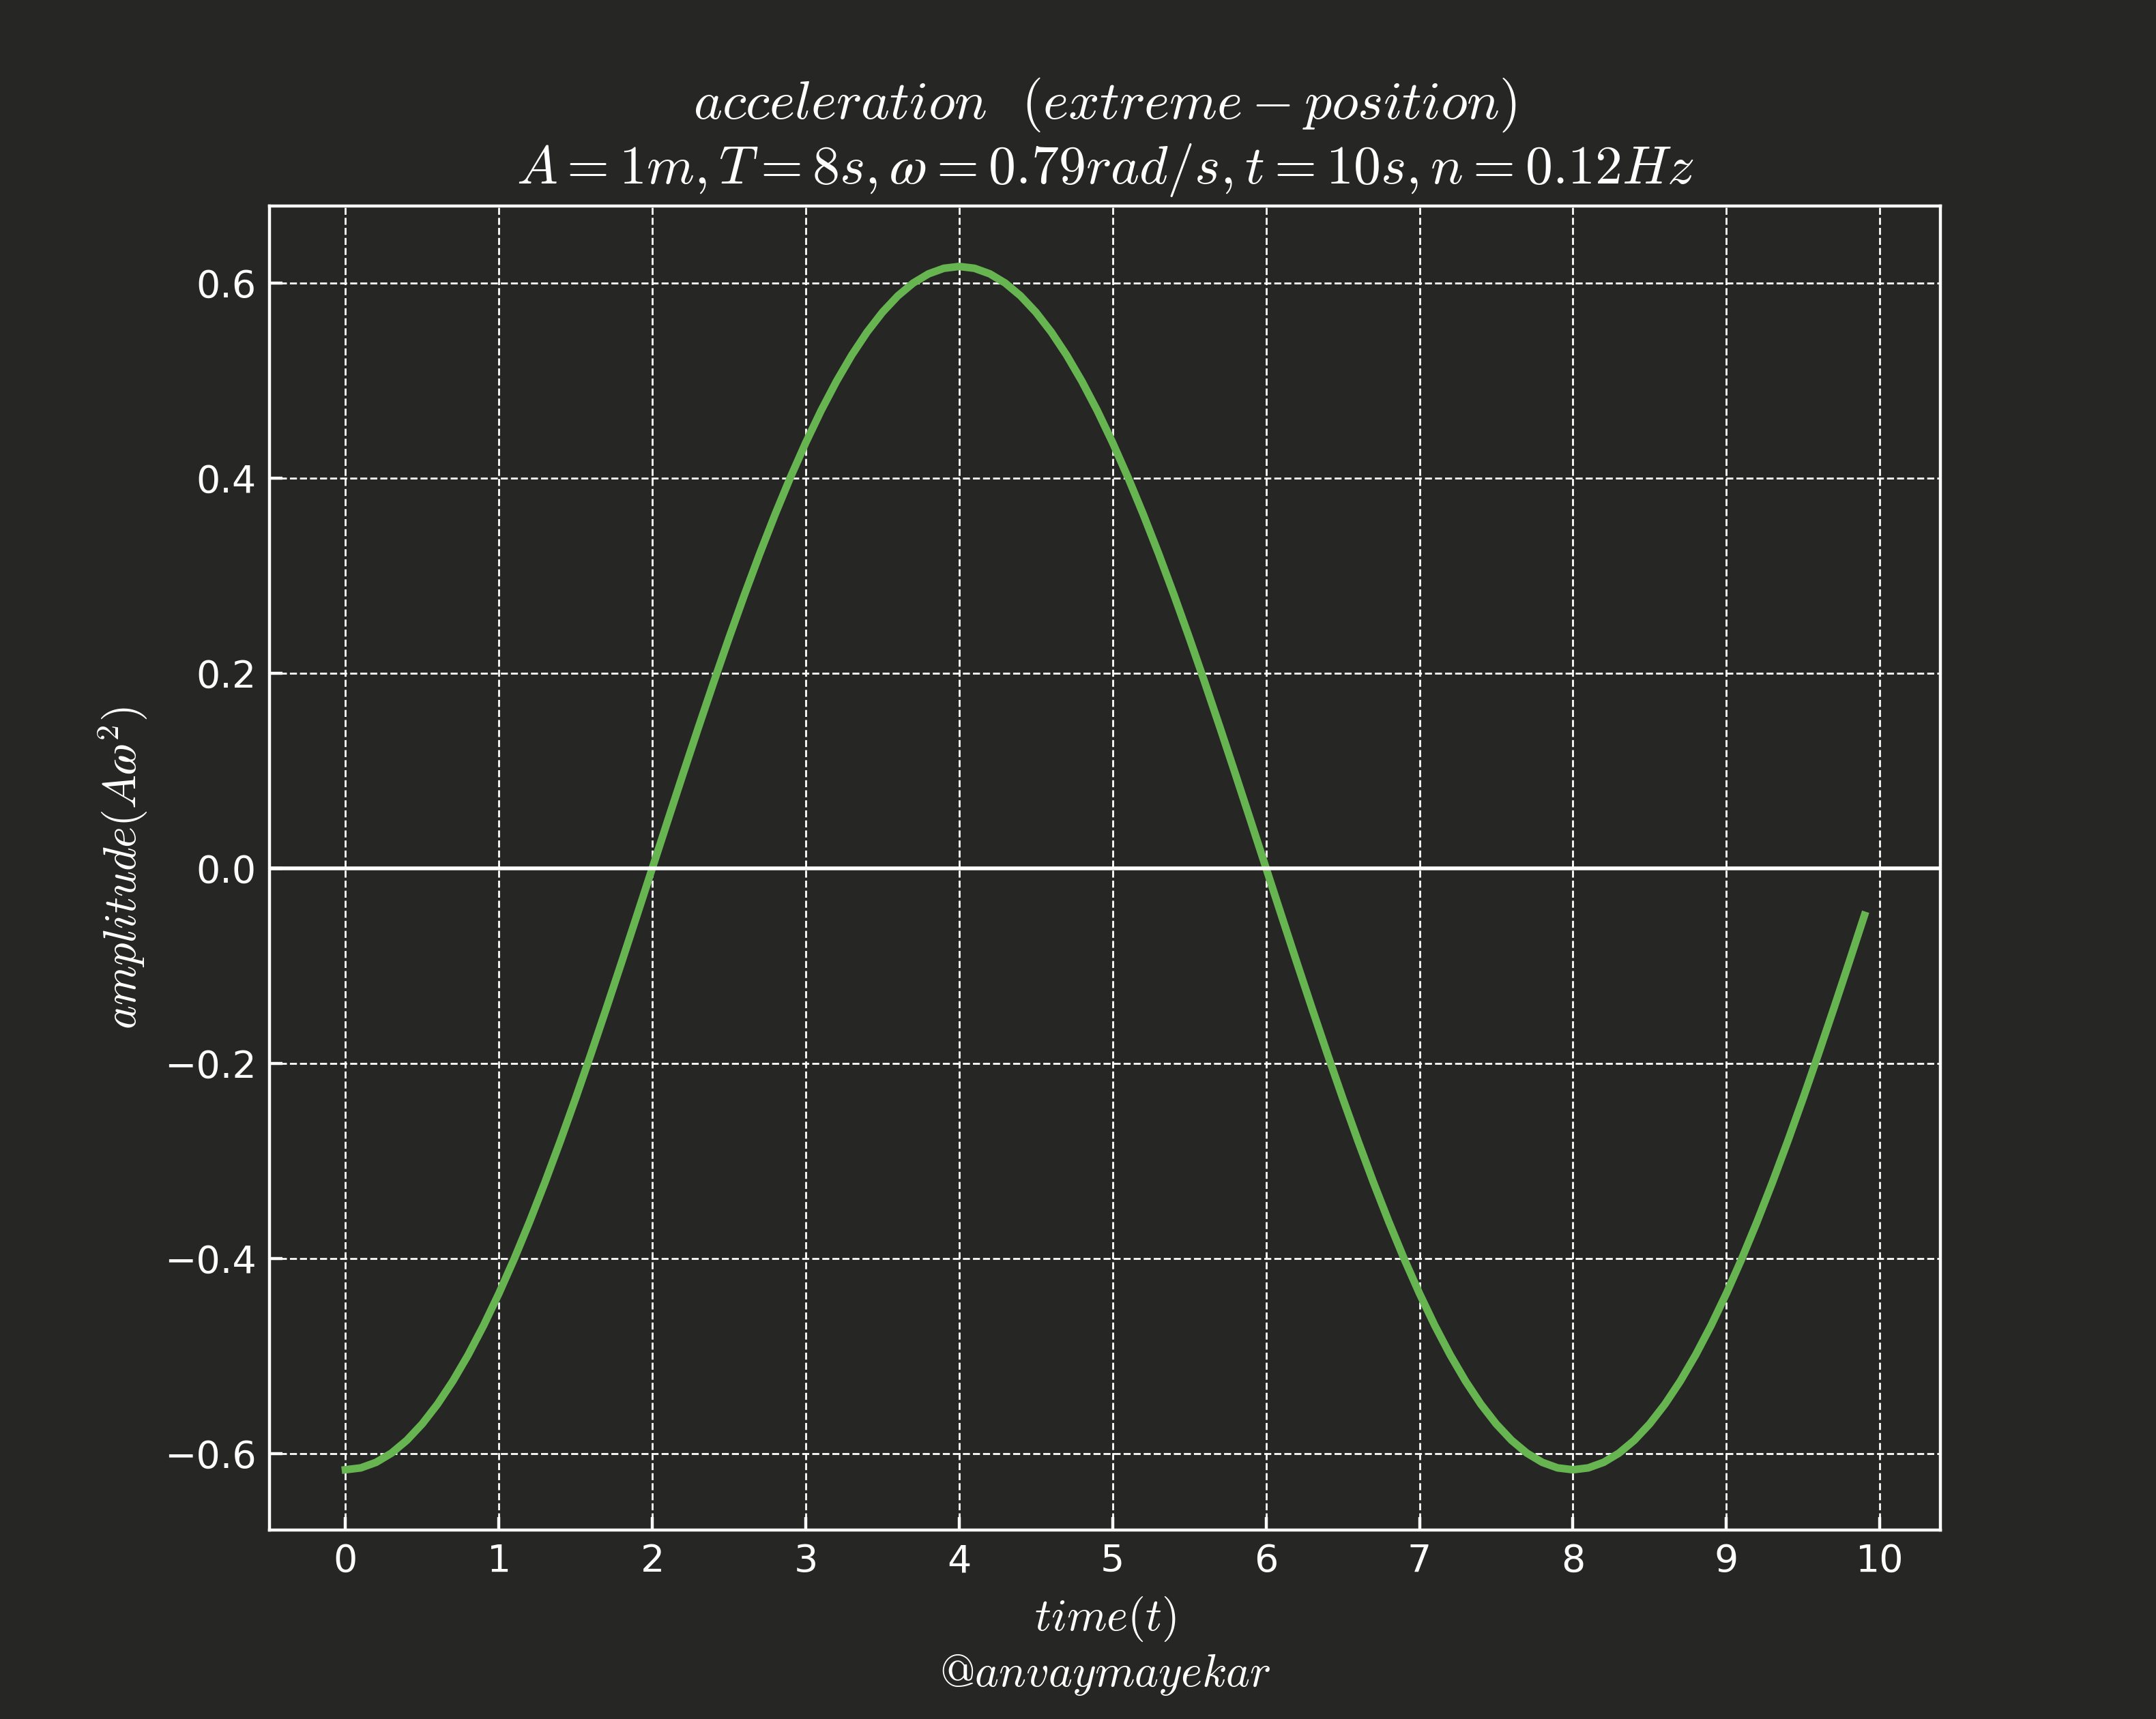 acceleration (extreme − position)
A = 1m, T = 8s, ω = 0.79rad/s, t = 10s, n = 0.12Hz
amplitude(Aω²)
0.6
0.4
0.2
0.0
−0.2
−0.4
−0.6
0 1 2 3 4 5 6 7 8 9 10
time(t)
@anvaymayekar